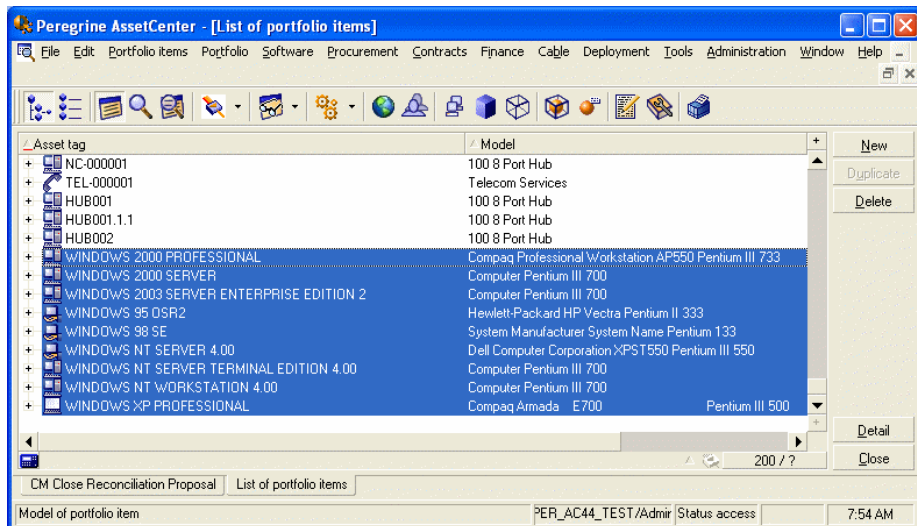 Peregrine AssetCenter - [List of portfolio items]
File Edit Portfolio items Portfolio Software Procurement Contracts Finance Cable Deployment Tools Administration Window Help
Asset tag Model + New
+ NC-000001 100 8 Port Hub
+ TEL-000001 Telecom Services Duplicate
+ HUB001 100 8 Port Hub Delete
+ HUB001.1.1 100 8 Port Hub
+ HUB002 100 8 Port Hub
+ WINDOWS 2000 PROFESSIONAL Compaq Professional Workstation AP550 Pentium III 733
+ WINDOWS 2000 SERVER Computer Pentium III 700
+ WINDOWS 2003 SERVER ENTERPRISE EDITION 2 Computer Pentium III 700
+ WINDOWS 95 OSR2 Hewlett-Packard HP Vectra Pentium II 333
+ WINDOWS 98 SE System Manufacturer System Name Pentium 133
+ WINDOWS NT SERVER 4.00 Dell Computer Corporation XPST550 Pentium III 550
+ WINDOWS NT SERVER TERMINAL EDITION 4.00 Computer Pentium III 700
+ WINDOWS NT WORKSTATION 4.00 Computer Pentium III 700
+ WINDOWS XP PROFESSIONAL Compaq Armada E700 Pentium III 500
+ Detail
200 / ? Close
CM Close Reconciliation Proposal List of portfolio items
Model of portfolio item PER_AC44_TEST/Admir Status access 7:54 AM